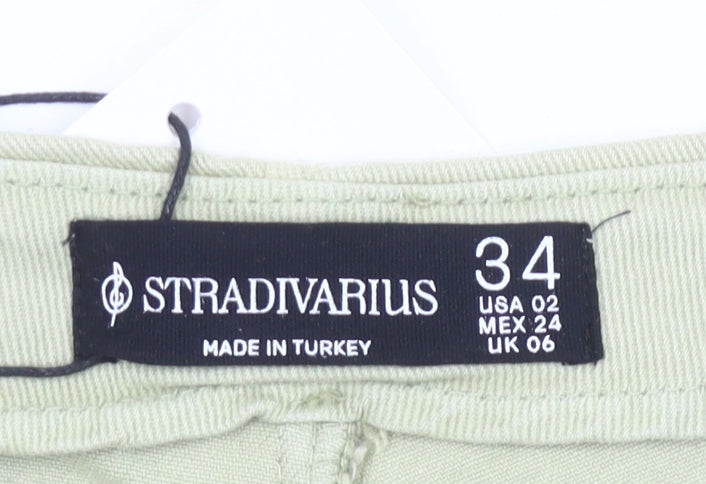 STRADIVARIUS
MADE IN TURKEY
34
USA 02
MEX 24
UK 06